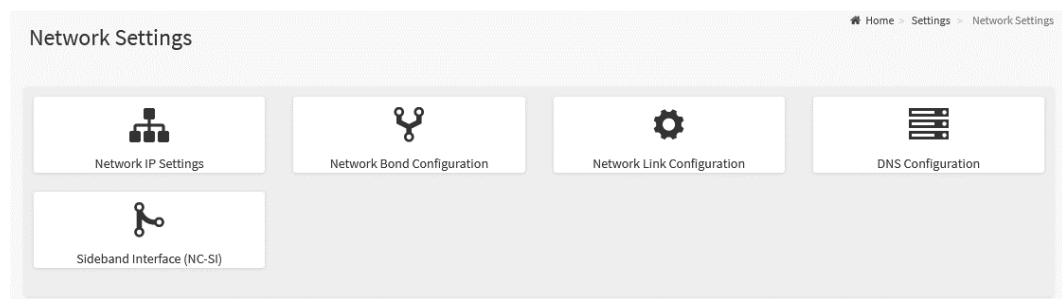 Home > Settings > Network Settings
Network Settings
Network IP Settings
Network Bond Configuration
Network Link Configuration
DNS Configuration
Sideband Interface (NC-SI)